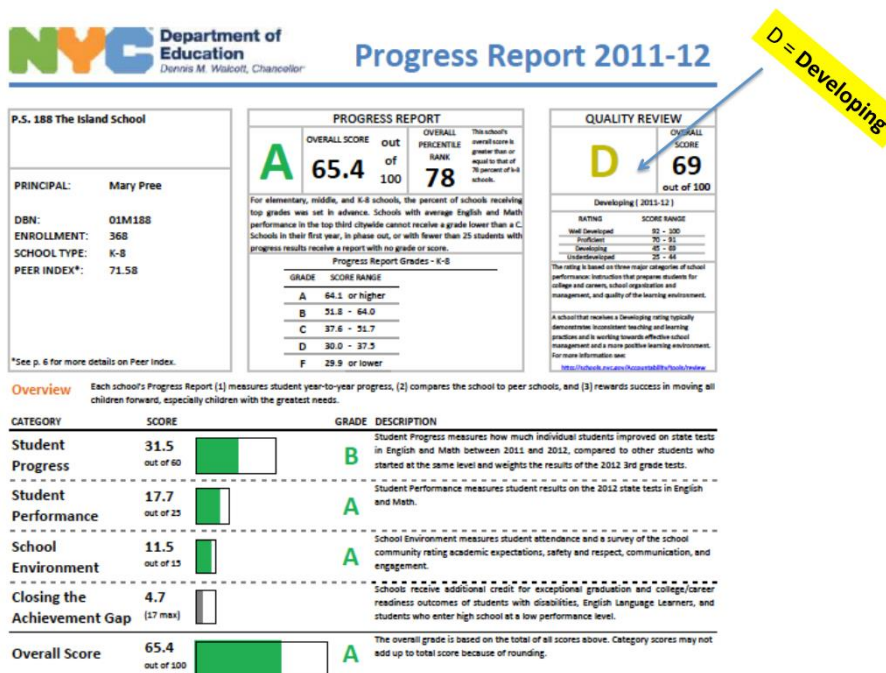 NYC
Department of
Education
Dennis M. Walcott, Chancellor
Progress Report 2011-12
D = Developing
P.S. 188 The Island School
PRINCIPAL: Mary Pree
DBN: 01M188
ENROLLMENT: 368
SCHOOL TYPE: K-8
PEER INDEX*: 71.58
*See p. 6 for more details on Peer Index.
PROGRESS REPORT
A
OVERALL SCORE
65.4
out
of
100
OVERALL
PERCENTILE
RANK
78
This school's
overall score is
greater than or
equal to that of
78 percent of k-8
schools.
For elementary, middle, and K-8 schools, the percent of schools receiving
top grades was set in advance. Schools with average English and Math
performance in the top third citywide cannot receive a grade lower than a C.
Schools in their first year, in phase out, or with fewer than 25 students with
progress results receive a report with no grade or score.
Progress Report Grades - K-8
GRADE SCORE RANGE
A 64.1 or higher
B 51.8 - 64.0
C 37.6 - 51.7
D 30.0 - 37.5
F 29.9 or lower
QUALITY REVIEW
D
OVERALL
SCORE
69
out of 100
Developing ( 2011-12 )
RATING SCORE RANGE
Well Developed 92 - 100
Proficient 70 - 91
Developing 45 - 69
Underdeveloped 25 - 44
The rating is based on three major categories of school
performance: instruction that prepares students for
college and careers, school organization and
management, and quality of the learning environment.
A school that receives a Developing rating typically
demonstrates inconsistent teaching and learning
practices and is working towards effective school
management and a more positive learning environment.
For more information see:
http://schools.nyc.gov/Accountability/tools/review
Overview
Each school's Progress Report (1) measures student year-to-year progress, (2) compares the school to peer schools, and (3) rewards success in moving all
children forward, especially children with the greatest needs.
CATEGORY SCORE GRADE DESCRIPTION
Student
Progress
31.5
out of 60
B
Student Progress measures how much individual students improved on state tests
in English and Math between 2011 and 2012, compared to other students who
started at the same level and weights the results of the 2012 3rd grade tests.
Student
Performance
17.7
out of 25
A
Student Performance measures student results on the 2012 state tests in English
and Math.
School
Environment
11.5
out of 15
A
School Environment measures student attendance and a survey of the school
community rating academic expectations, safety and respect, communication, and
engagement.
Closing the
Achievement Gap
4.7
(17 max)
Schools receive additional credit for exceptional graduation and college/career
readiness outcomes of students with disabilities, English Language Learners, and
students who enter high school at a low performance level.
Overall Score
65.4
out of 100
A
The overall grade is based on the total of all scores above. Category scores may not
add up to total score because of rounding.